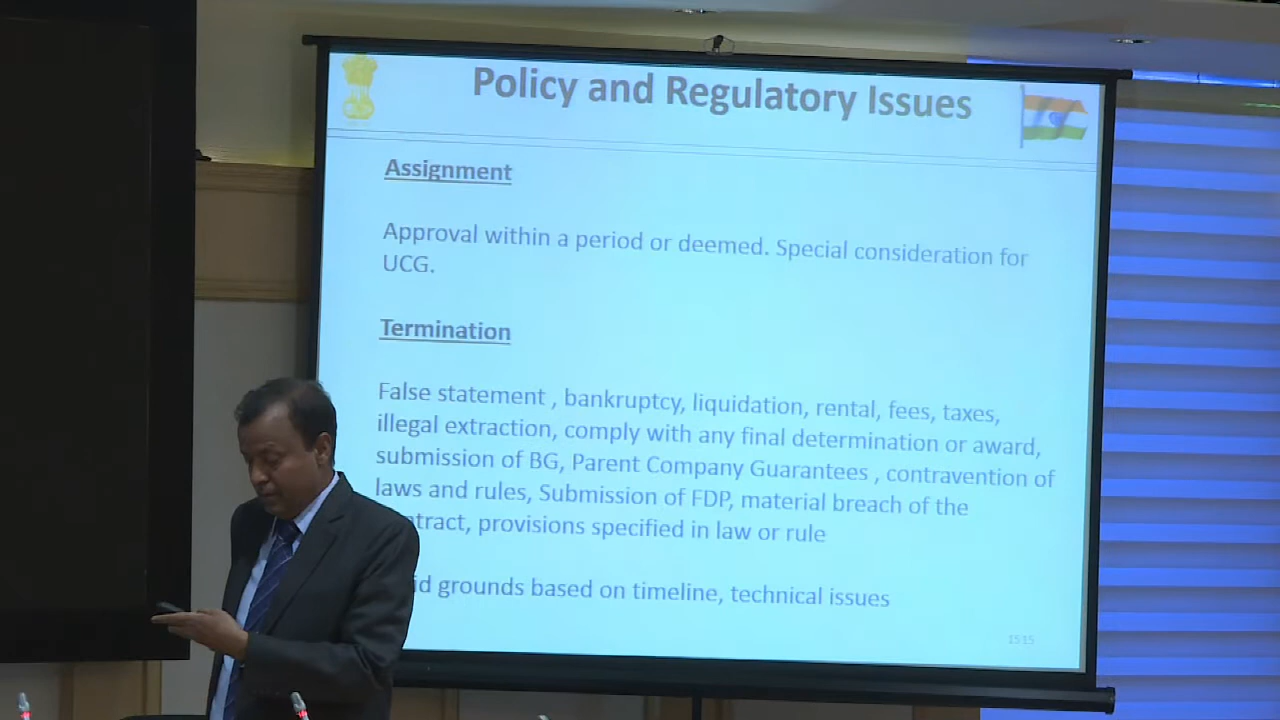 Policy and Regulatory Issues
Assignment
Approval within a period or deemed. Special consideration for
UCG.
Termination
False statement , bankruptcy, liquidation, rental, fees, taxes,
illegal extraction, comply with any final determination or award,
submission of BG, Parent Company Guarantees , contravention of
laws and rules, Submission of FDP, material breach of the
ntract, provisions specified in law or rule
id grounds based on timeline, technical issues
1515